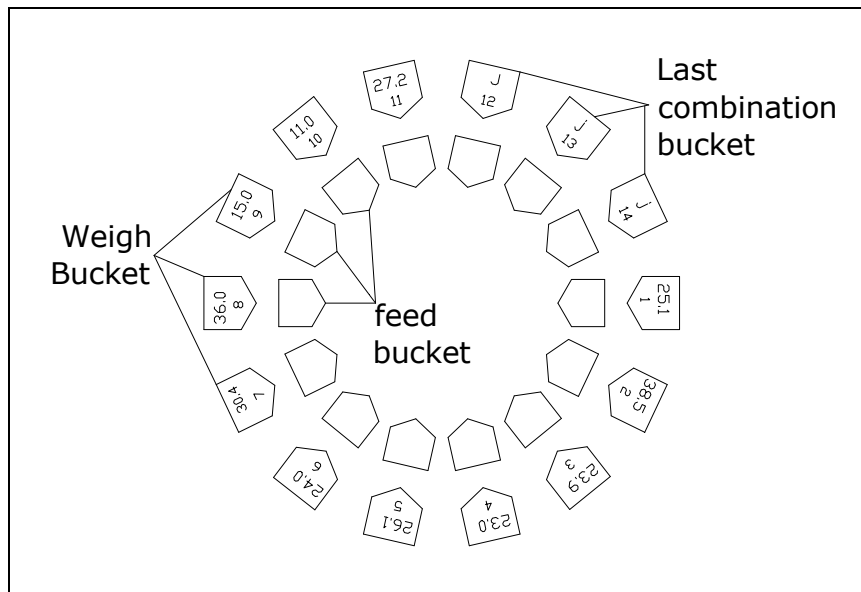 Last
combination
bucket
Weigh
Bucket
feed
bucket
25.1
1
38.5
2
23.9
3
23.0
4
26.1
5
24.0
6
30.4
7
36.0
8
15.0
9
11.0
10
27.2
11
J
12
j
13
j
14